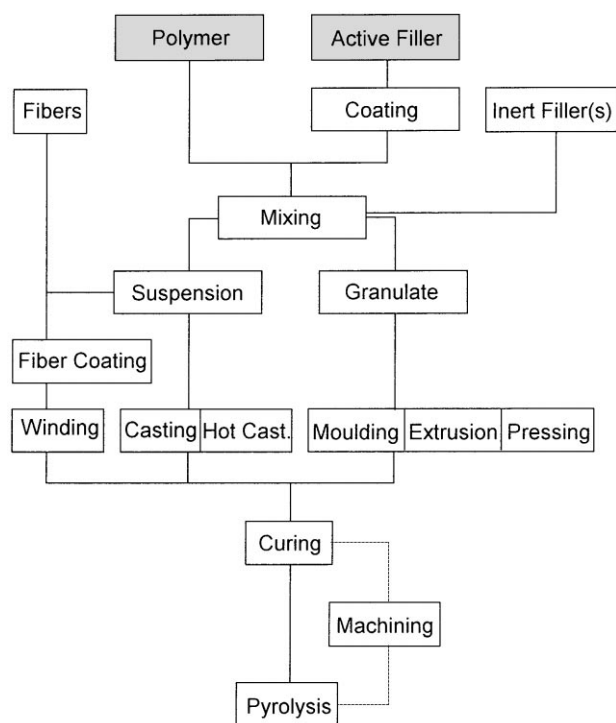 Polymer
Active Filler
Fibers
Coating
Inert Filler(s)
Mixing
Suspension
Granulate
Fiber Coating
Winding
Casting
Hot Cast.
Moulding
Extrusion
Pressing
Curing
Machining
Pyrolysis